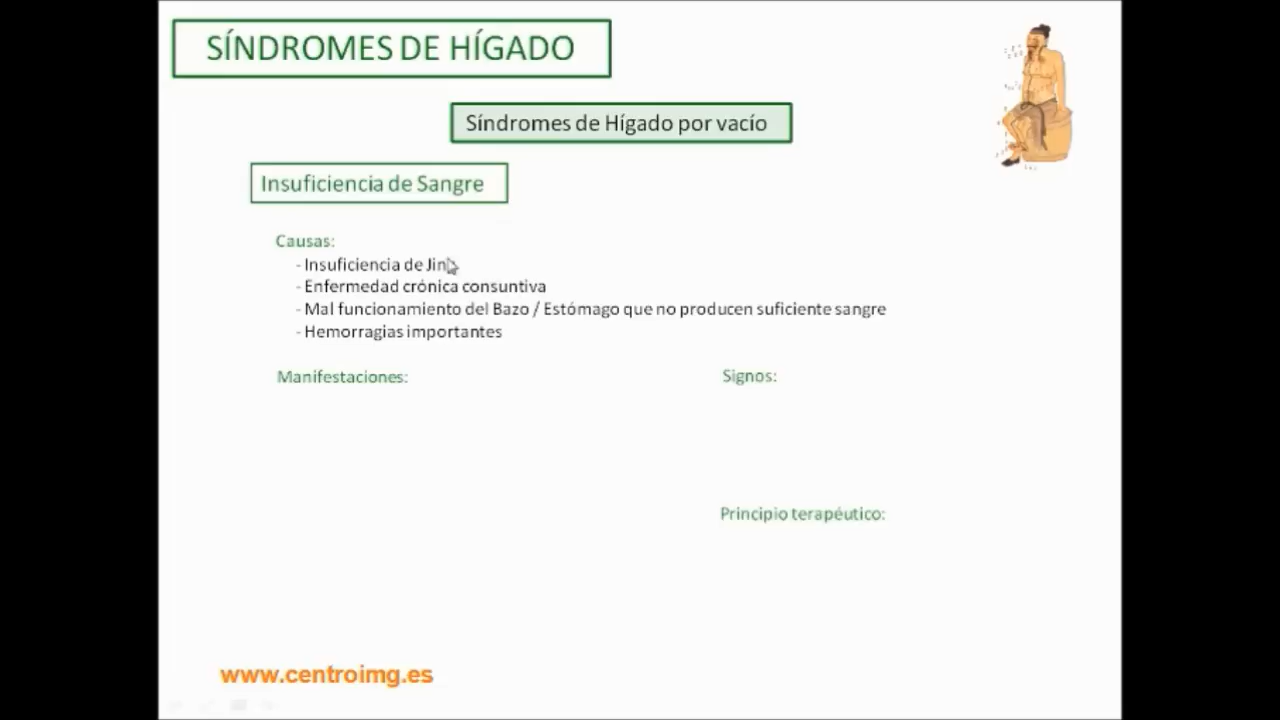 SÍNDROMES DE HÍGADO
Síndromes de Hígado por vacío
Insuficiencia de Sangre
Causas:
- Insuficiencia de Jin
- Enfermedad crónica consuntiva
- Mal funcionamiento del Bazo / Estómago que no producen suficiente sangre
- Hemorragias importantes
Manifestaciones:
Signos:
Principio terapéutico:
www.centroimg.es